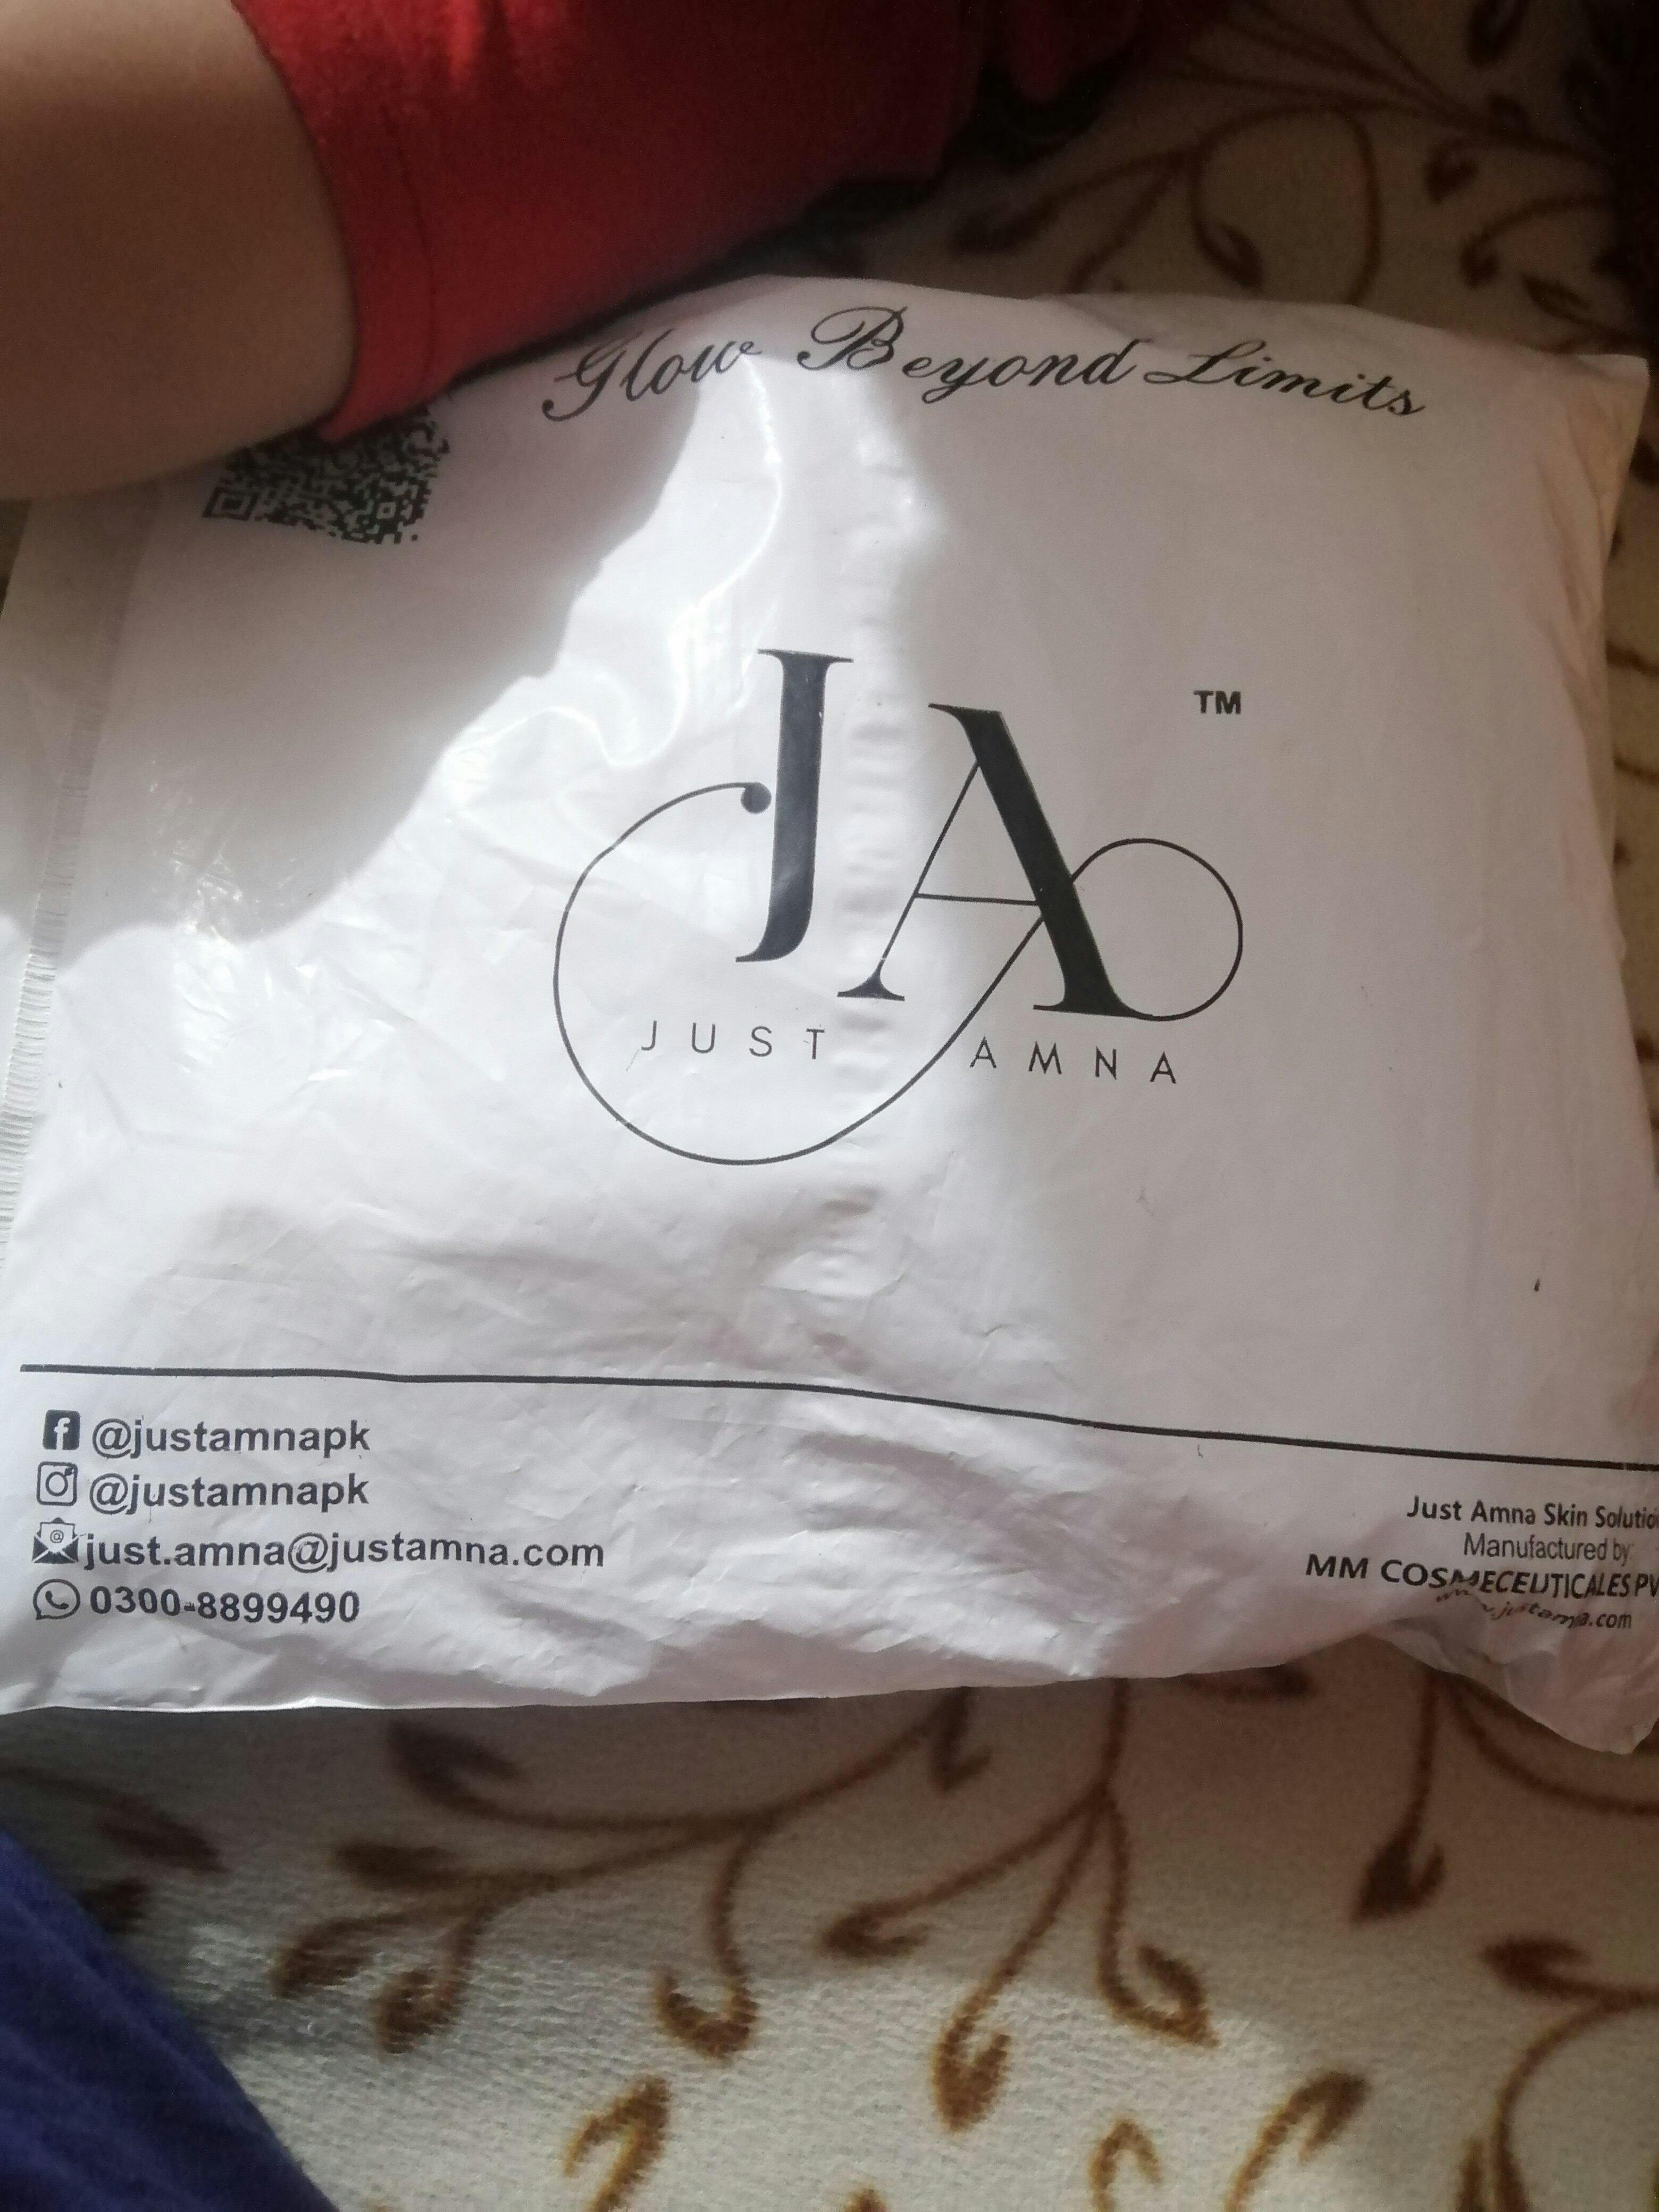 Glow Beyond Limits
JA
TM
JUST AMNA
@justamnapk
@justamnapk
just.amna@justamna.com
0300-8899490
Just Amna Skin Solutio
Manufactured by
MM COSMECEUTICALES PV